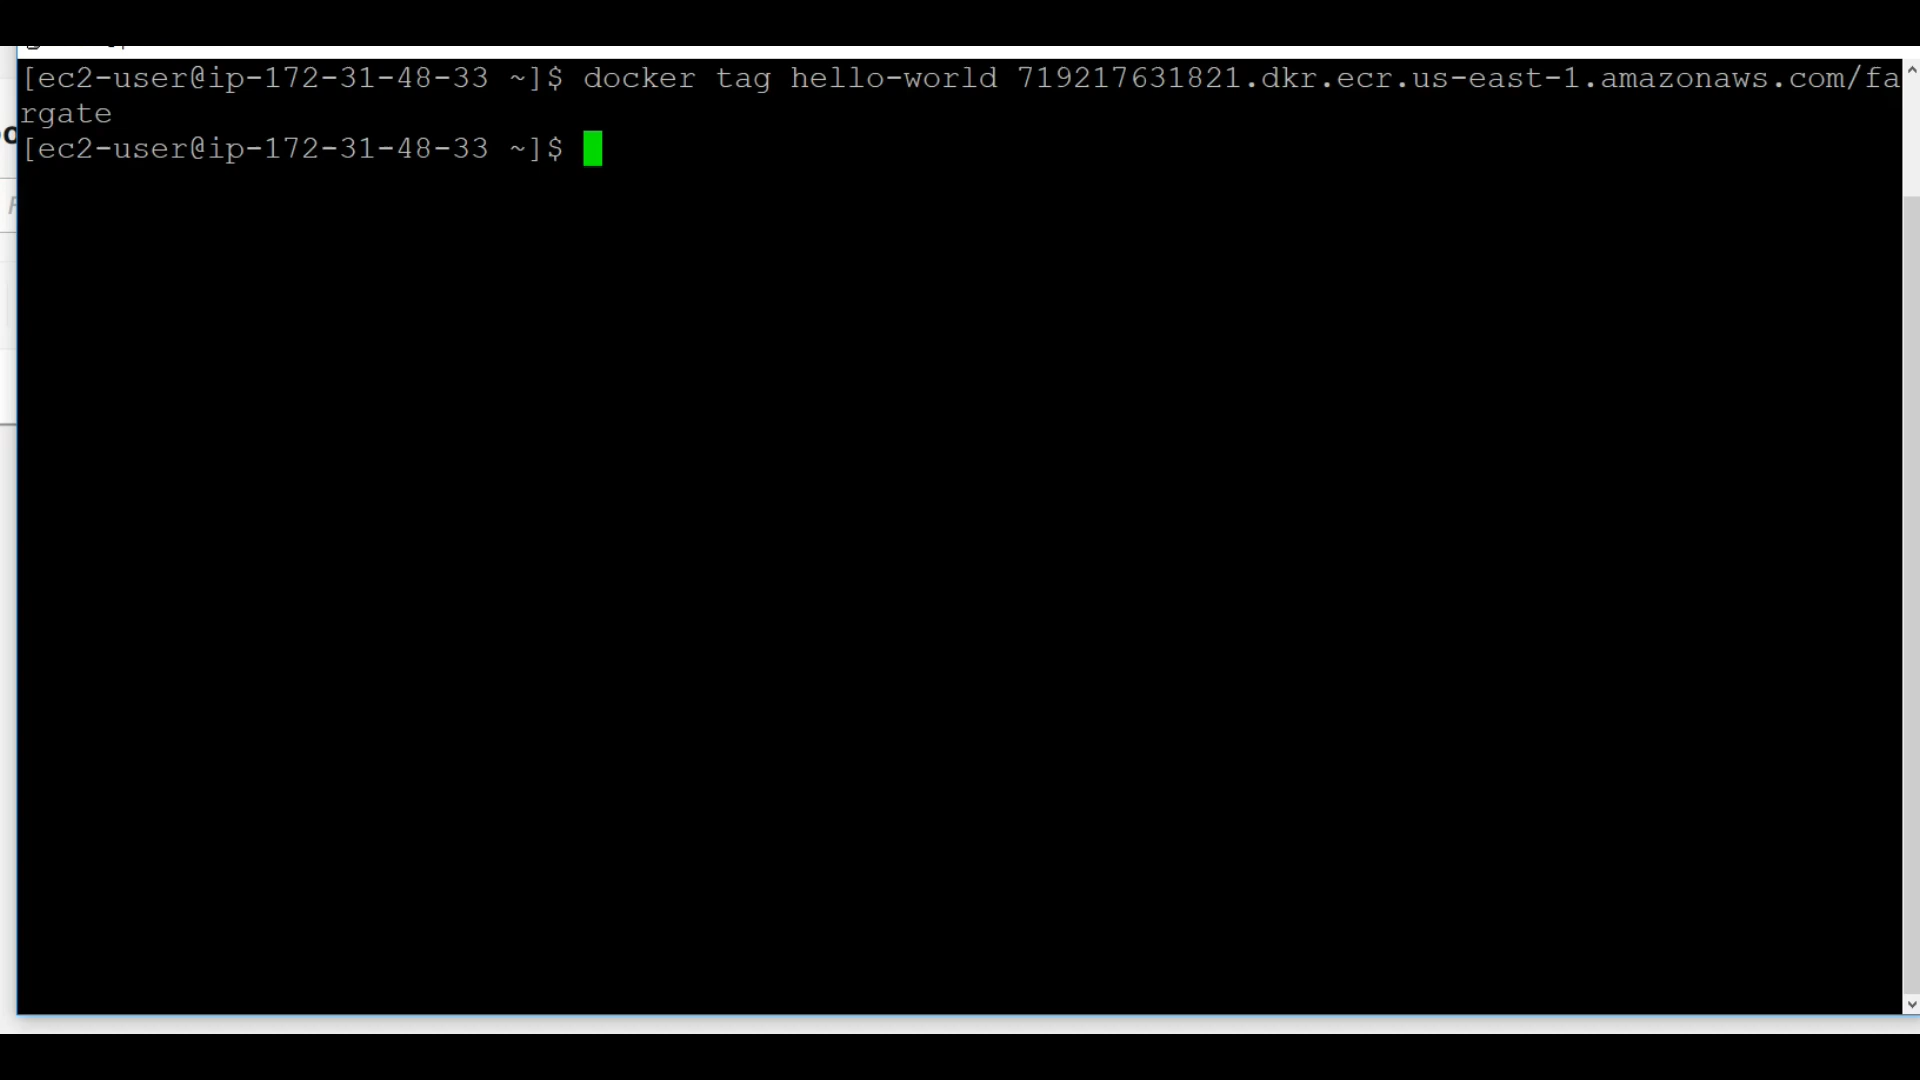 [ec2-user@ip-172-31-48-33 ~]$ docker tag hello-world 719217631821.dkr.ecr.us-east-1.amazonaws.com/fa
rgate
[ec2-user@ip-172-31-48-33 ~]$